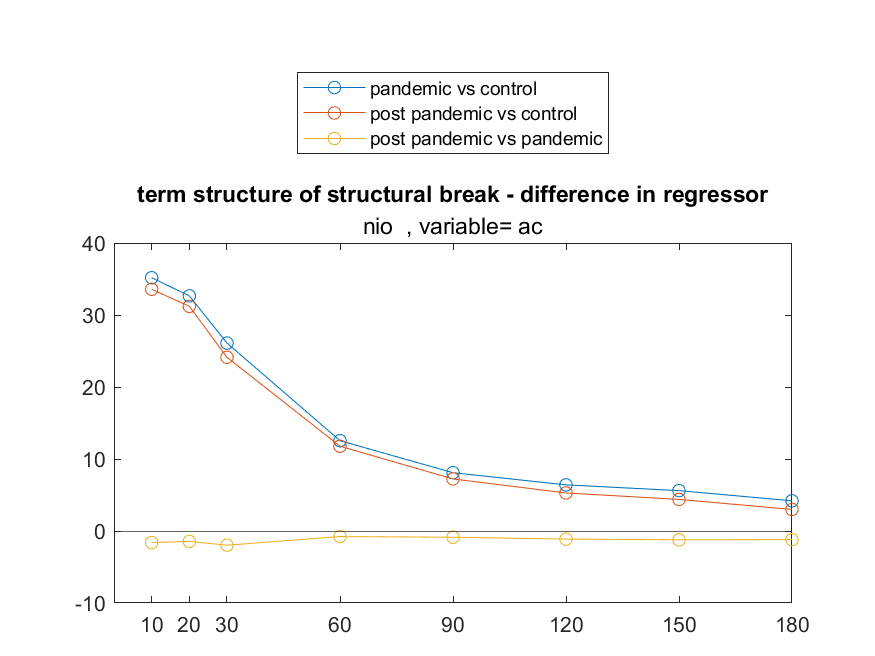 pandemic vs control
post pandemic vs control
post pandemic vs pandemic
term structure of structural break - difference in regressor
nio , variable= ac
40
30
20
10
0
-10
10 20 30 60 90 120 150 180